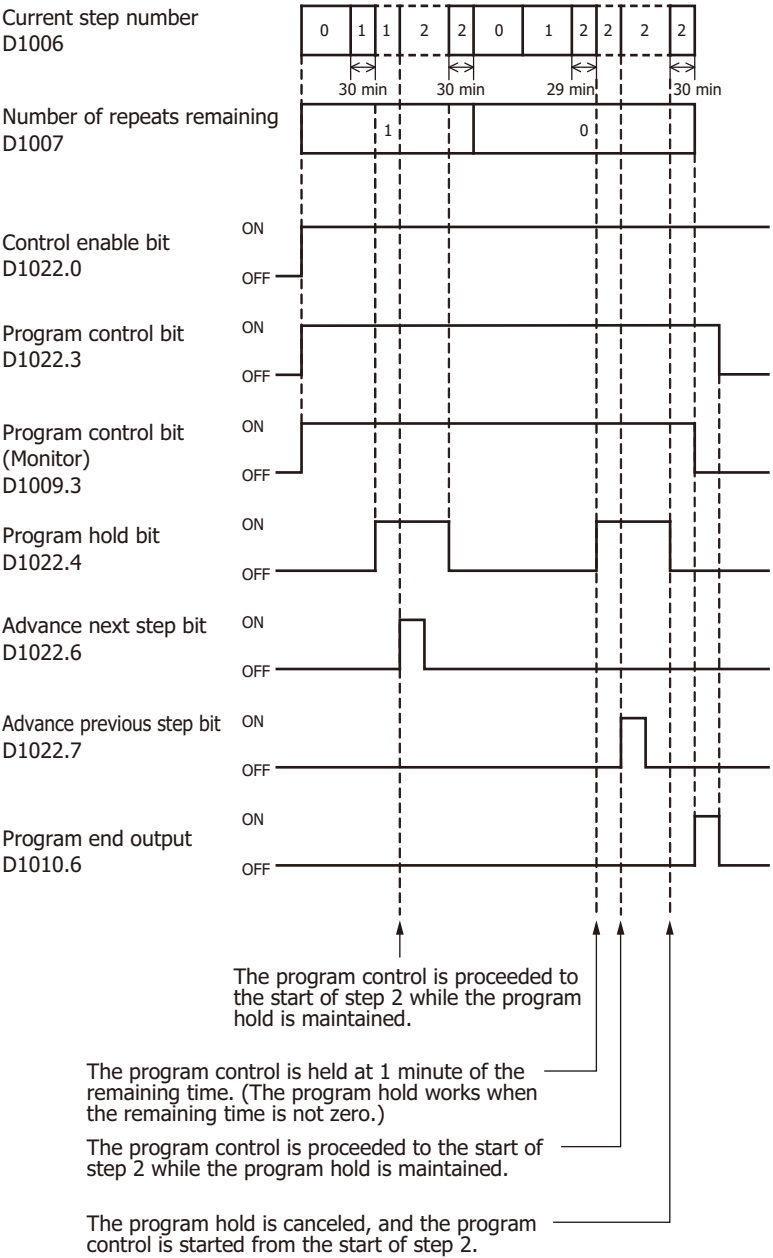 Current step number
D1006
0 1 1 2 2 0 1 2 2 2 2
30 min 30 min 29 min 30 min
Number of repeats remaining
D1007
1 0
Control enable bit
D1022.0
ON
OFF
Program control bit
D1022.3
ON
OFF
Program control bit
(Monitor)
D1009.3
ON
OFF
Program hold bit
D1022.4
ON
OFF
Advance next step bit
D1022.6
ON
OFF
Advance previous step bit
D1022.7
ON
OFF
Program end output
D1010.6
ON
OFF
The program control is proceeded to
the start of step 2 while the program
hold is maintained.
The program control is held at 1 minute of the
remaining time. (The program hold works when
the remaining time is not zero.)
The program control is proceeded to the start of
step 2 while the program hold is maintained.
The program hold is canceled, and the program
control is started from the start of step 2.